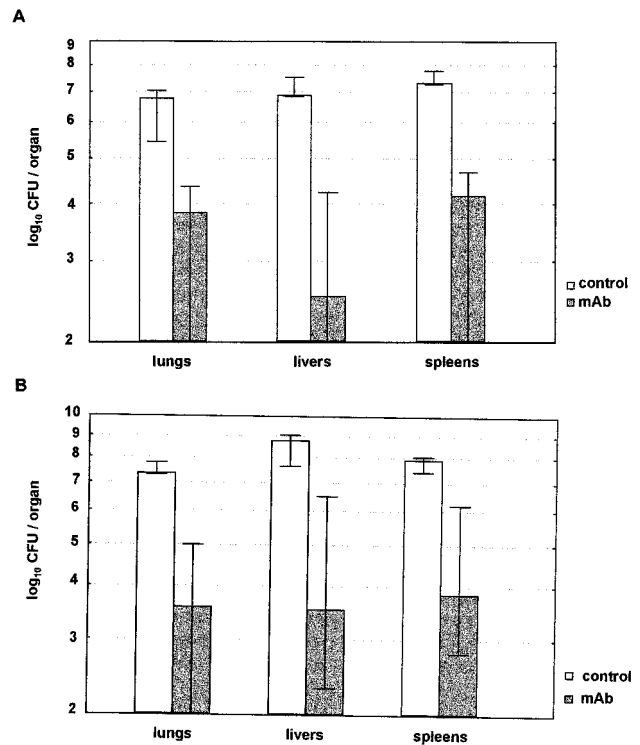 A
9
8
7
6
5
4
3
2
log₁₀ CFU / organ
lungs livers spleens
control
mAb
B
10
9
8
7
6
5
4
3
2
log₁₀ CFU / organ
lungs livers spleens
control
mAb